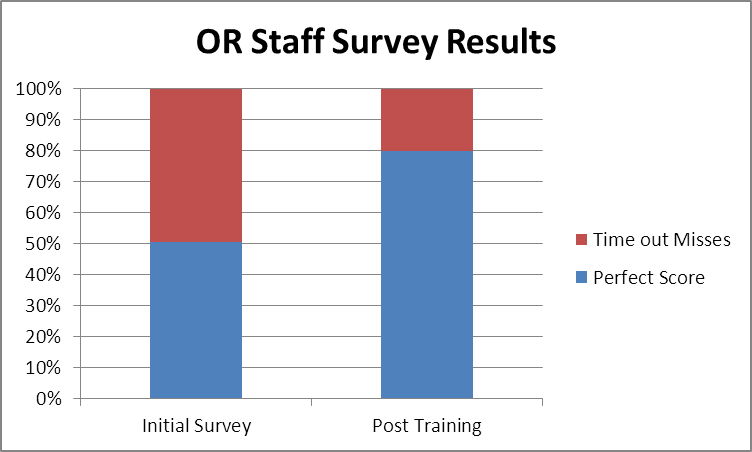 OR Staff Survey Results
100%
90%
80%
70%
60%
50%
40%
30%
20%
10%
0%
Initial Survey
Post Training
Time out Misses
Perfect Score